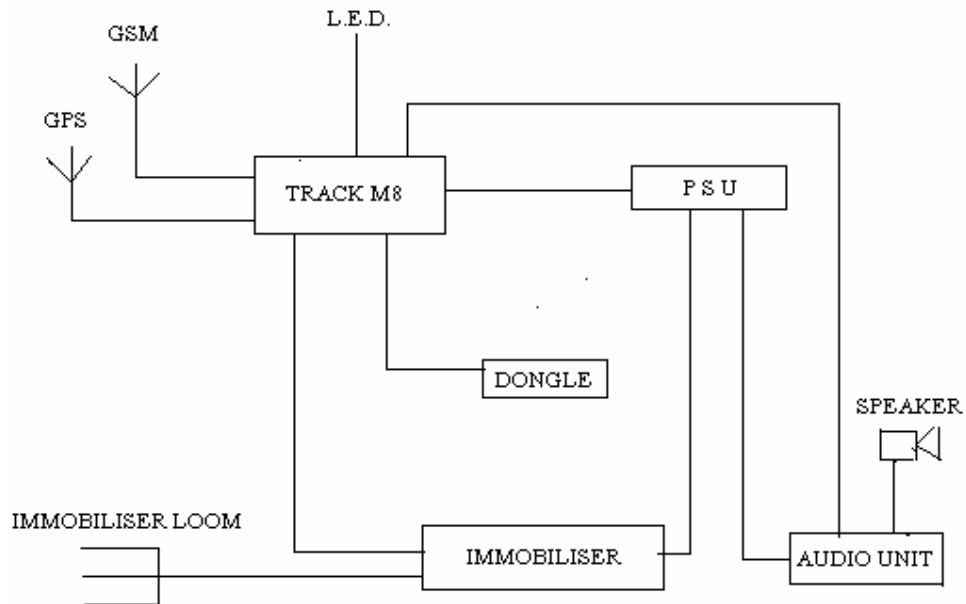 L.E.D.
GSM
GPS
TRACK M8
P S U
DONGLE
SPEAKER
IMMOBILISER LOOM
IMMOBILISER
AUDIO UNIT